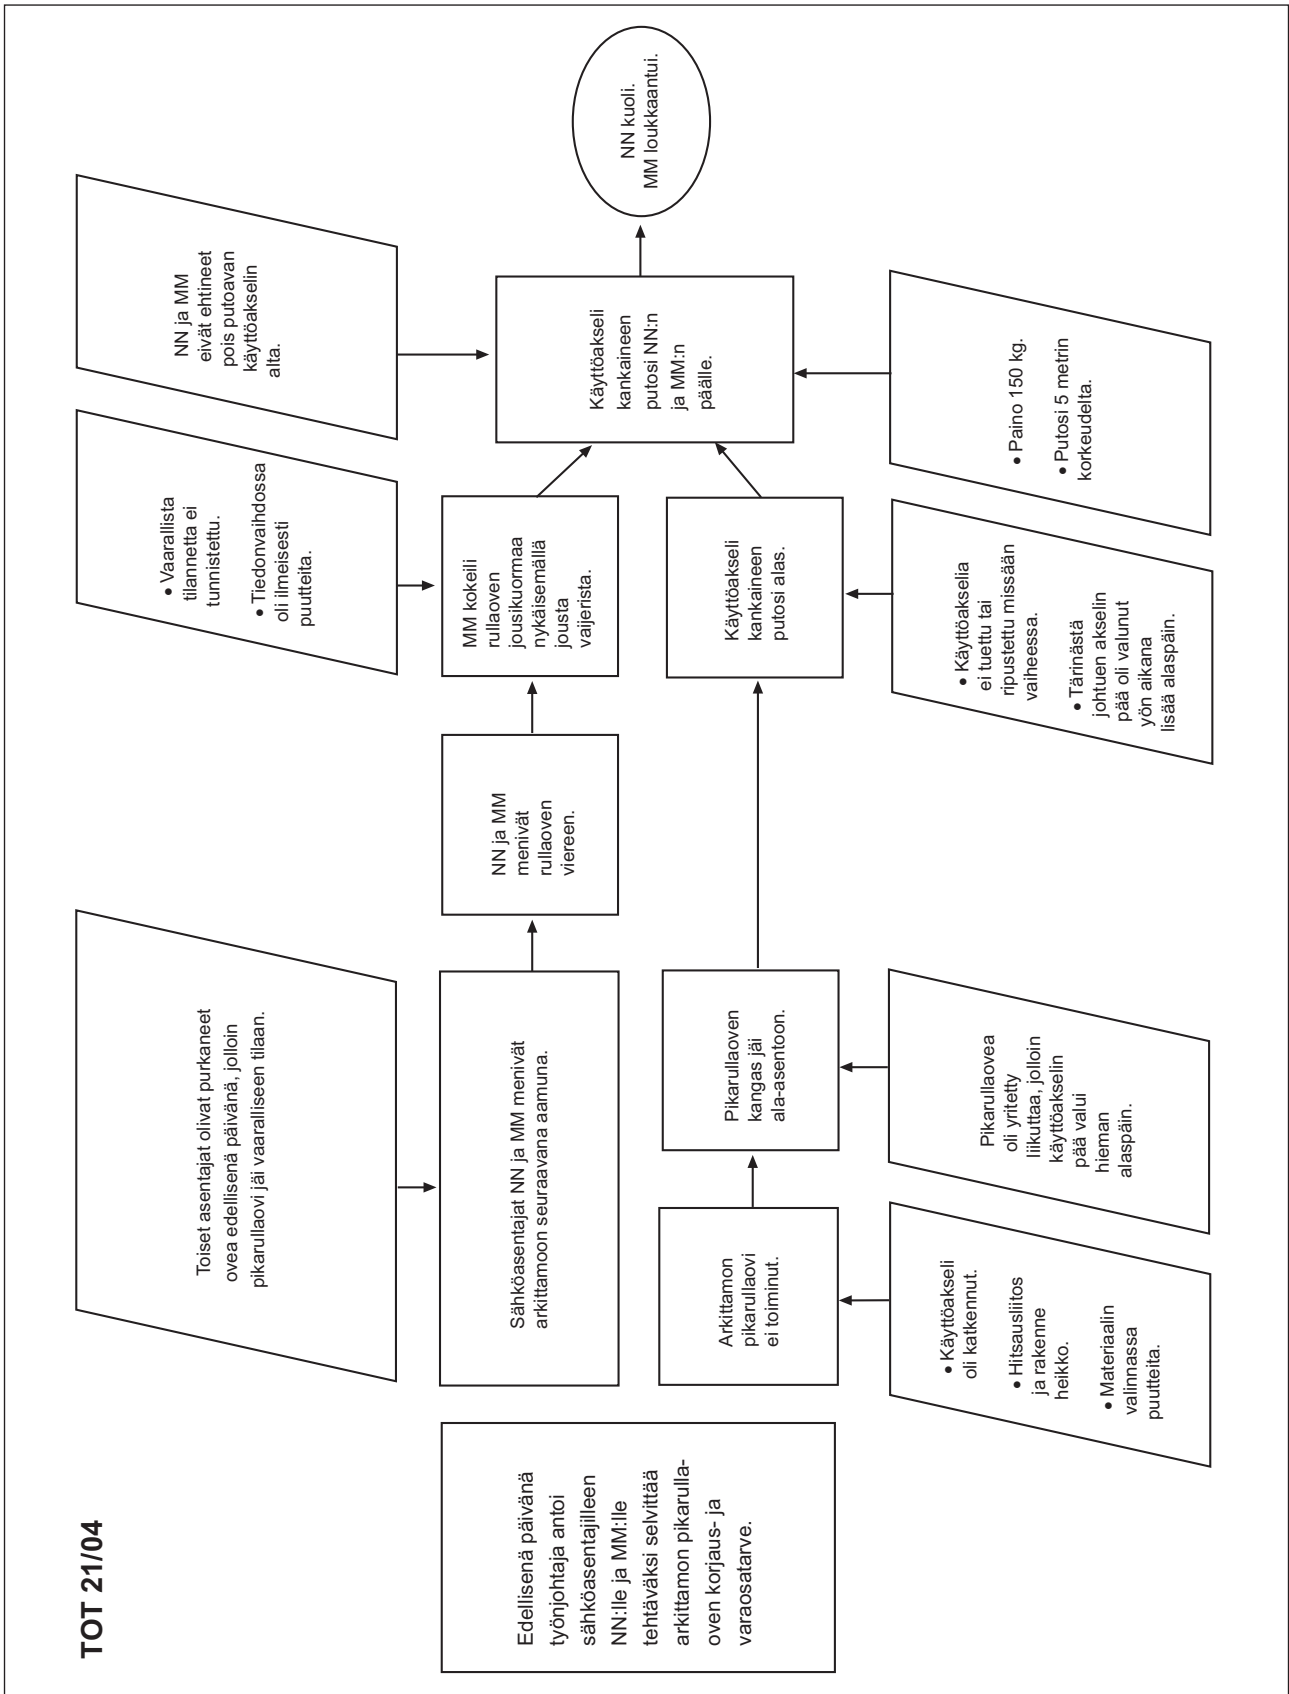 TOT 21/04
Edellisenä päivänä
työnjohtaja antoi
sähköasentajilleen
NN:lle ja MM:lle
tehtäväksi selvittää
arkittamon pikarulla-
oven korjaus- ja
varaosatarve.
Toiset asentajat olivat purkaneet
ovea edellisenä päivänä, jolloin
pikarullaovi jäi vaaralliseen tilaan.
Sähköasentajat NN ja MM menivät
arkittamoon seuraavana aamuna.
Arkittamon
pikarullaovi
ei toiminut.
• Käyttöakseli
oli katkennut.
• Hitsausliitos
ja rakenne
heikko.
• Materiaalin
valinnassa
puutteita.
Pikarullaoven
kangas jäi
ala-asentoon.
Pikarullaovea
oli yritetty
liikuttaa, jolloin
käyttöakselin
pää valui
hieman
alaspäin.
NN ja MM
menivät
rullaoven
viereen.
• Vaarallista
tilannetta ei
tunnistettu.
• Tiedonvaihdossa
oli ilmeisesti
puutteita.
MM kokeili
rullaoven
jousikuormaa
nykäisemällä
jousta
vaijerista.
Käyttöakseli
kankaineen
putosi alas.
• Käyttöakselia
ei tuettu tai
ripustettu missään
vaiheessa.
• Tärinästä
johtuen akselin
pää oli valunut
yön aikana
lisää alaspäin.
NN ja MM
eivät ehtineet
pois putoavan
käyttöakselin
alta.
Käyttöakseli
kankaineen
putosi NN:n
ja MM:n
päälle.
• Paino 150 kg.
• Putosi 5 metrin
korkeudelta.
NN kuoli.
MM loukkaantui.